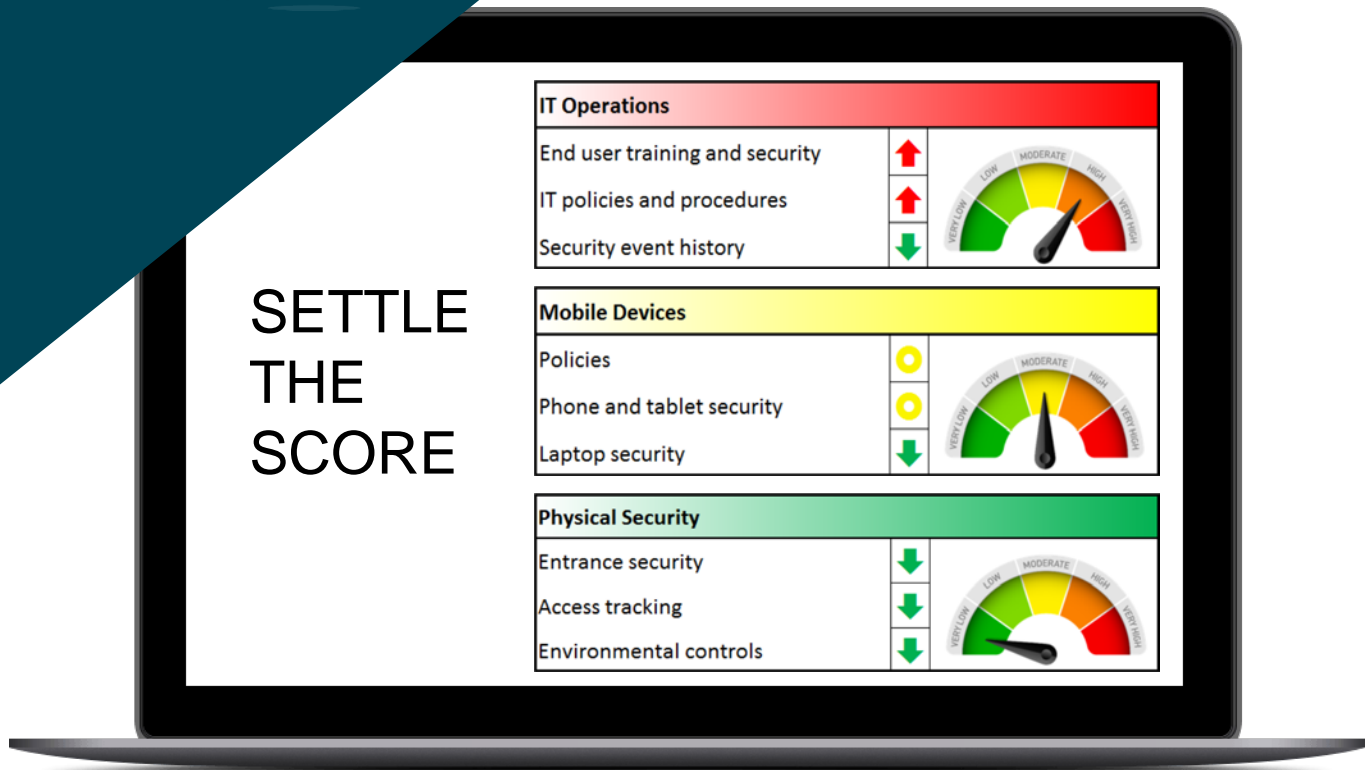 SETTLE
THE
SCORE
IT Operations
End user training and security
IT policies and procedures
Security event history
VERY LOW
LOW
MODERATE
HIGH
VERY HIGH
Mobile Devices
Policies
Phone and tablet security
Laptop security
VERY LOW
LOW
MODERATE
HIGH
VERY HIGH
Physical Security
Entrance security
Access tracking
Environmental controls
VERY LOW
LOW
MODERATE
HIGH
VERY HIGH